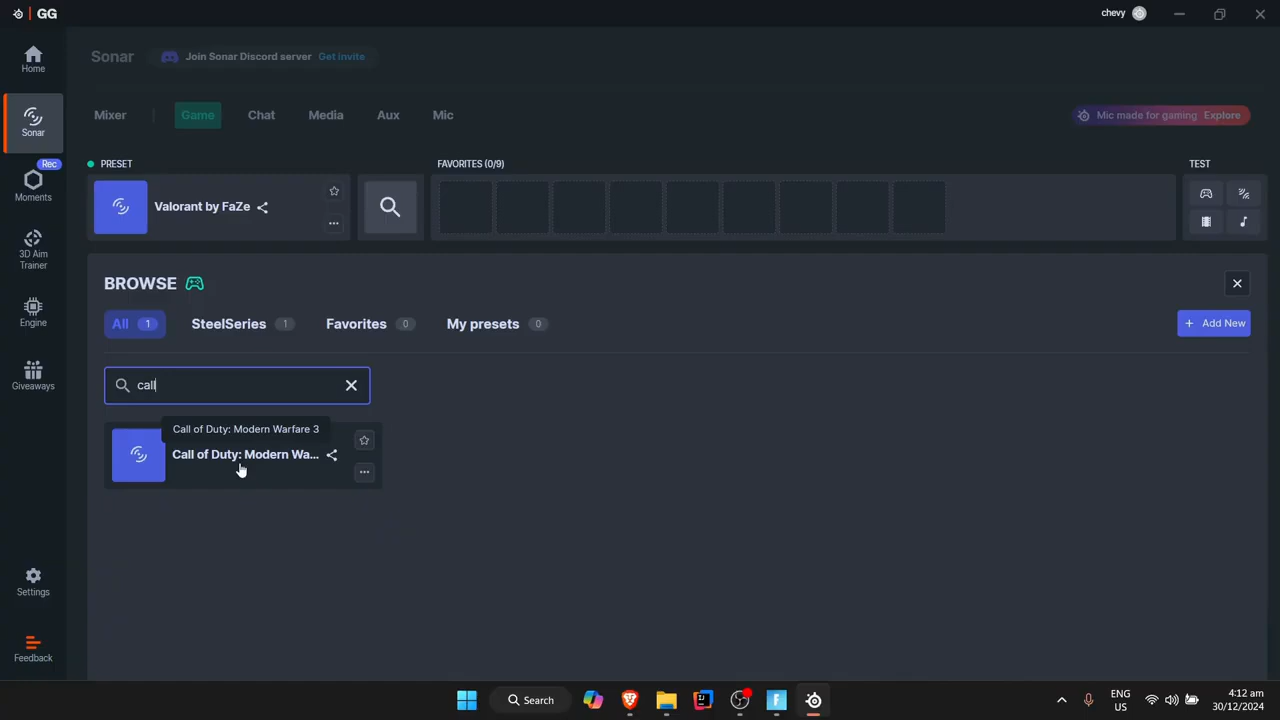 GG
chevy
Home
Sonar
Rec
Moments
3D Aim
Trainer
Engine
Giveaways
Settings
Feedback
Sonar
Join Sonar Discord server Get invite
Mixer
Game
Chat
Media
Aux
Mic
Mic made for gaming Explore
PRESET
FAVORITES (0/9)
TEST
Valorant by FaZe
BROWSE
All 1
SteelSeries 1
Favorites 0
My presets 0
+ Add New
call
Call of Duty: Modern Warfare 3
Call of Duty: Modern Wa...
Search
ENG
US
4:12 am
30/12/2024